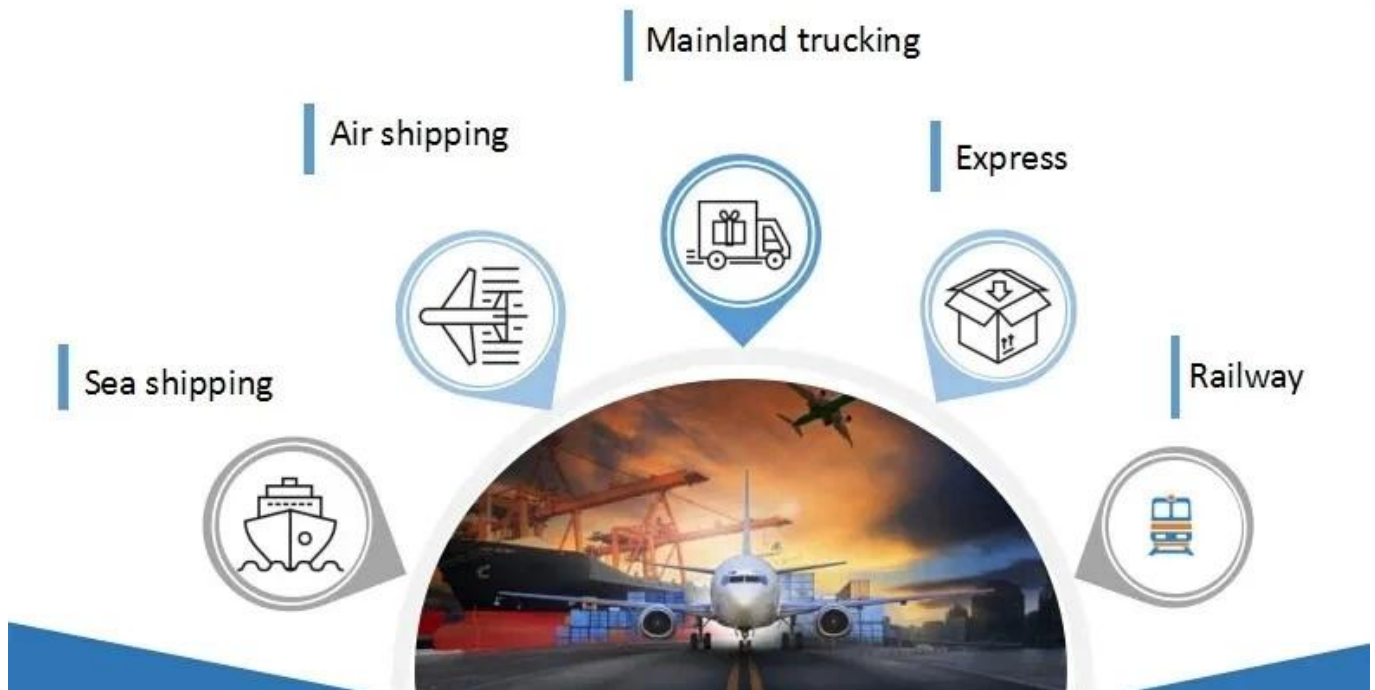 Mainland trucking
Air shipping
Express
Sea shipping
Railway